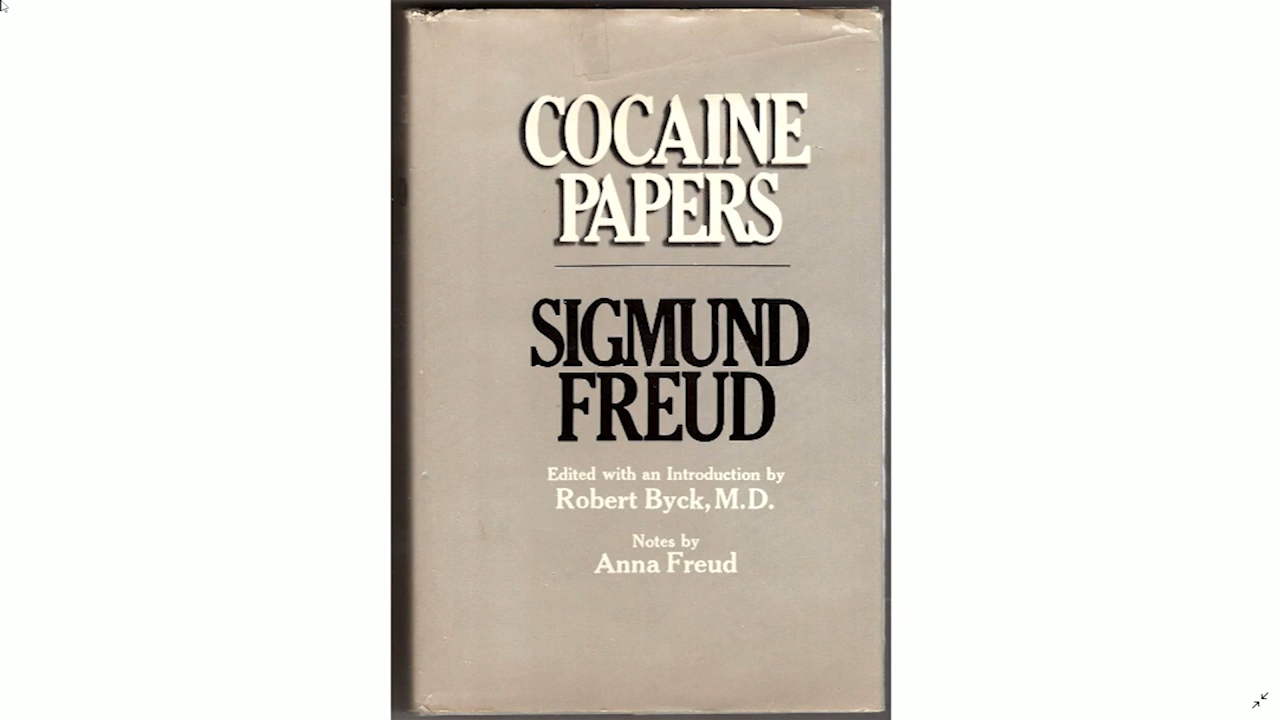 COCAINE
PAPERS
SIGMUND
FREUD
Edited with an Introduction by
Robert Byck, M.D.
Notes by
Anna Freud